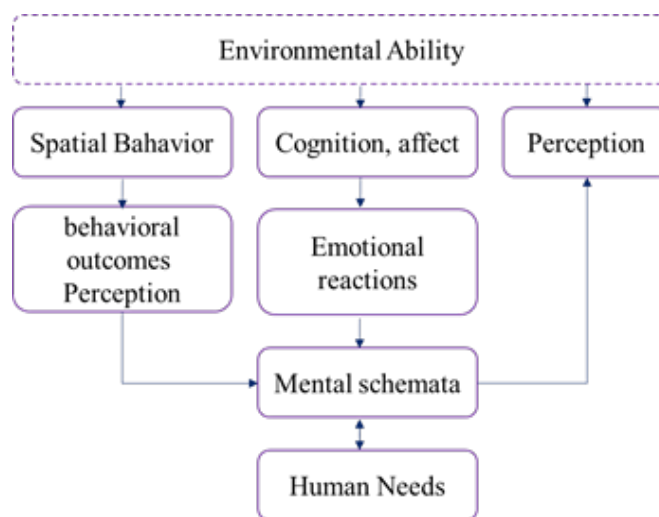 Environmental Ability
Spatial Bahavior
Cognition, affect
Perception
behavioral
outcomes
Perception
Emotional
reactions
Mental schemata
Human Needs